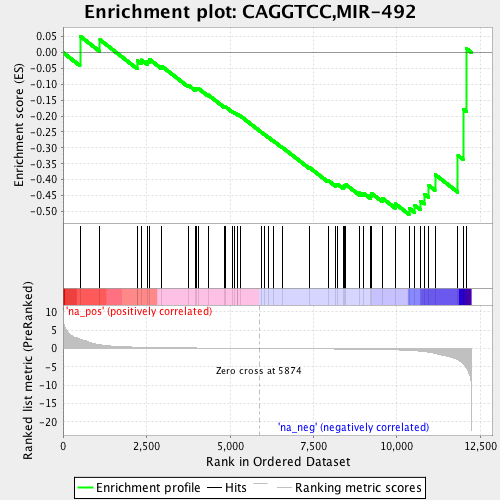 Enrichment plot: CAGGTCC,MIR-492
Enrichment score (ES)
0.05
0.00
-0.05
-0.10
-0.15
-0.20
-0.25
-0.30
-0.35
-0.40
-0.45
-0.50
'na_pos' (positively correlated)
Ranked list metric (PreRanked)
10
5
0
-5
-10
-15
-20
Zero cross at 5874
'na_neg' (negatively correlated)
0
2,500
5,000
7,500
10,000
12,500
Rank in Ordered Dataset
Enrichment profile
Hits
Ranking metric scores